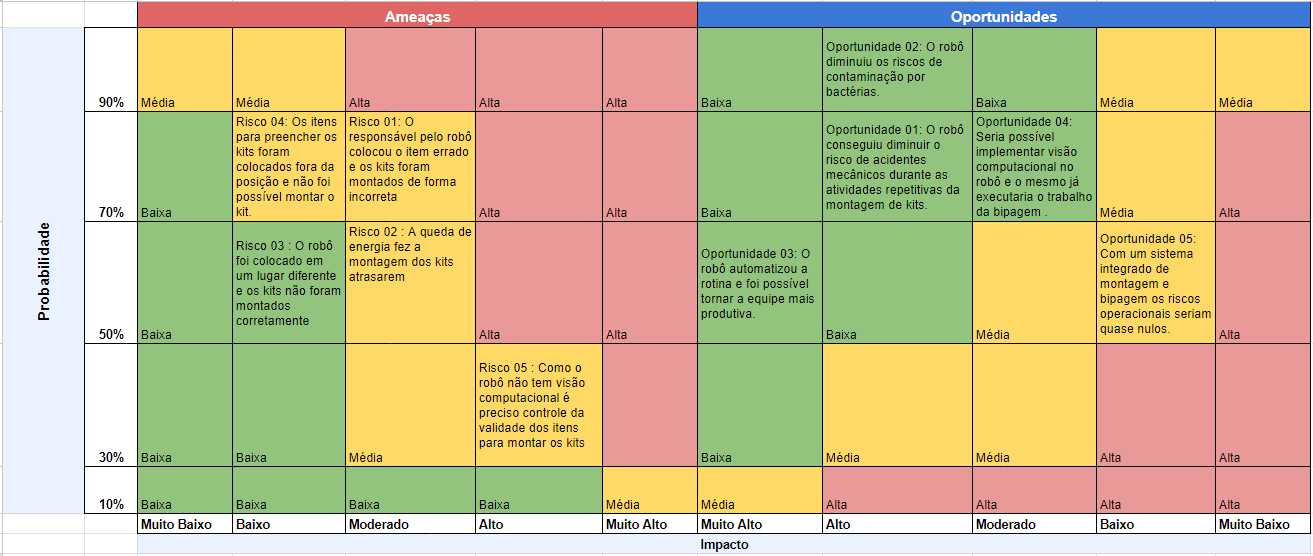 Ameaças
Oportunidades
Probabilidade
90%
Média
Média
Alta
Alta
Alta
Baixa
Oportunidade 02: O robô
diminuiu os riscos de
contaminação por
bactérias.
Baixa
Média
Média
70%
Baixa
Risco 04: Os itens
para preencher os
kits foram
colocados fora da
posição e não foi
possível montar o
kit.
Risco 01: O
responsável pelo robô
colocou o item errado
e os kits foram
montados de forma
incorreta
Alta
Alta
Baixa
Oportunidade 01: O robô
conseguiu diminuir o
risco de acidentes
mecânicos durante as
atividades repetitivas da
montagem de kits.
Oportunidade 04:
Seria possível
implementar visão
computacional no
robô e o mesmo já
executaria o trabalho
da bipagem .
Média
Alta
50%
Baixa
Risco 03 : O robô
foi colocado em
um lugar diferente
e os kits não foram
montados
corretamente
Risco 02 : A queda de
energia fez a
montagem dos kits
atrasarem
Alta
Alta
Oportunidade 03: O
robô automatizou a
rotina e foi possível
tornar a equipe mais
produtiva.
Baixa
Média
Oportunidade 05:
Com um sistema
integrado de
montagem e
bipagem os riscos
operacionais seriam
quase nulos.
Alta
30%
Baixa
Baixa
Média
Risco 05 : Como o
robô não tem visão
computacional é
preciso controle da
validade dos itens
para montar os kits
Baixa
Média
Média
Alta
Alta
10%
Baixa
Baixa
Baixa
Baixa
Média
Média
Alta
Alta
Alta
Alta
Muito Baixo
Baixo
Moderado
Alto
Muito Alto
Muito Alto
Alto
Moderado
Baixo
Muito Baixo
Impacto